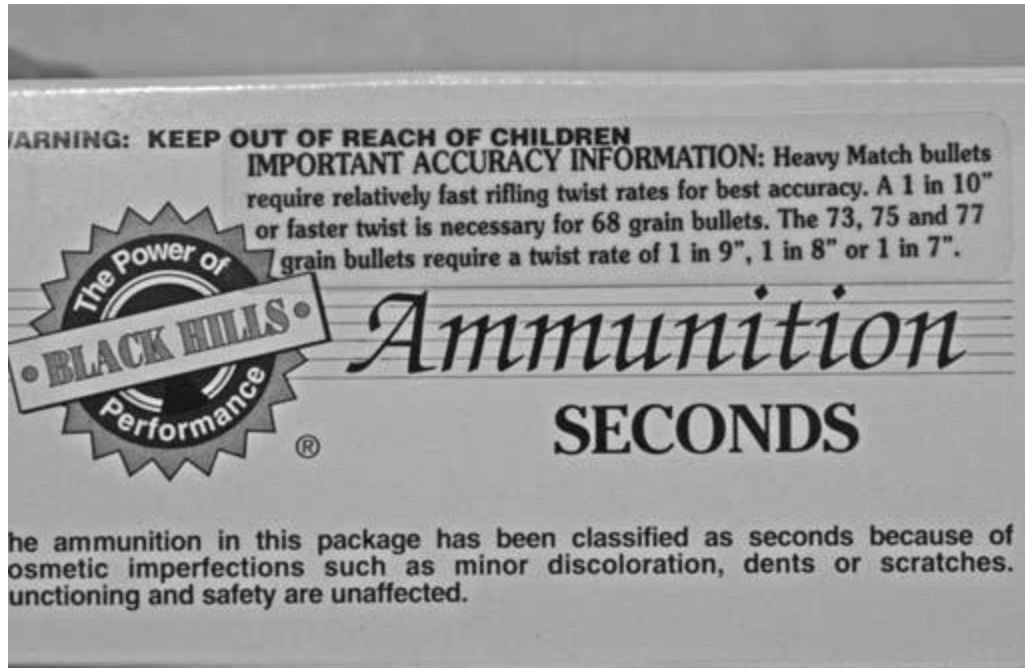 ARNING: KEEP OUT OF REACH OF CHILDREN
IMPORTANT ACCURACY INFORMATION: Heavy Match bullets
require relatively fast rifling twist rates for best accuracy. A 1 in 10”
or faster twist is necessary for 68 grain bullets. The 73, 75 and 77
grain bullets require a twist rate of 1 in 9”, 1 in 8” or 1 in 7”.
The Power of
• BLACK HILLS •
Performance
®
Ammunition
SECONDS
he ammunition in this package has been classified as seconds because of
osmetic imperfections such as minor discoloration, dents or scratches.
unctioning and safety are unaffected.